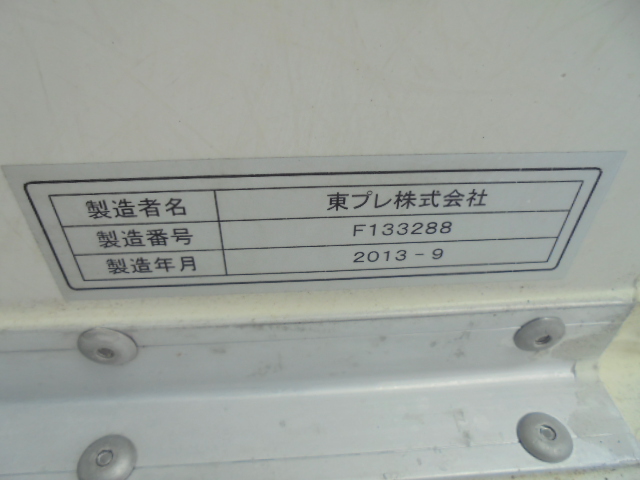 製造者名 東プレ株式会社
製造番号 F133288
製造年月 2013-9